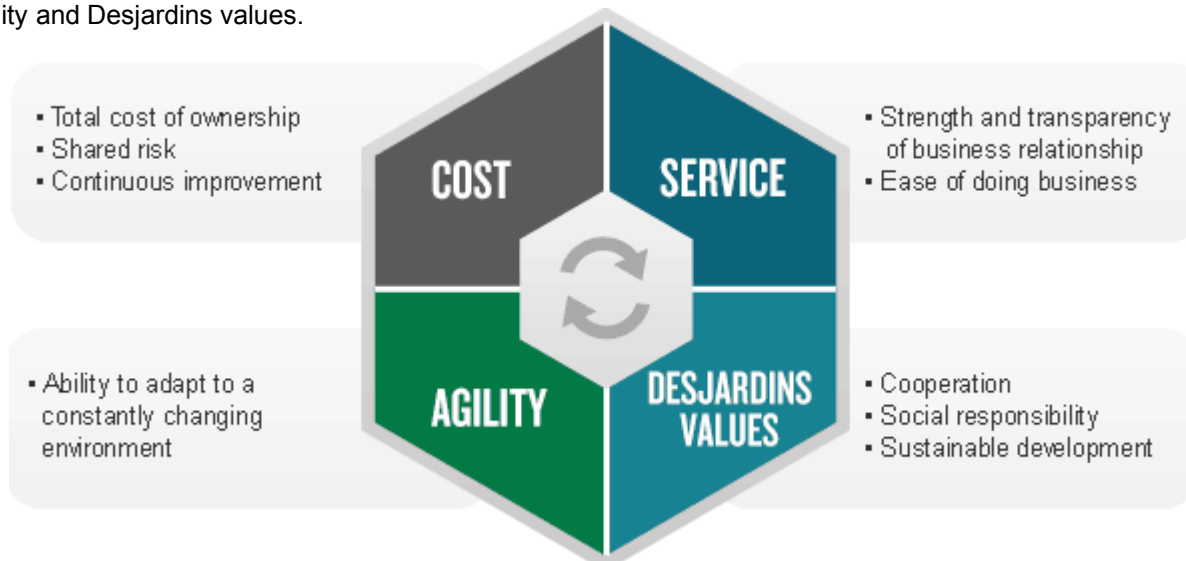 ity and Desjardins values.
▪ Total cost of ownership
▪ Shared risk
▪ Continuous improvement
COST
SERVICE
▪ Strength and transparency
of business relationship
▪ Ease of doing business
▪ Ability to adapt to a
constantly changing
environment
AGILITY
DESJARDINS
VALUES
▪ Cooperation
▪ Social responsibility
▪ Sustainable development